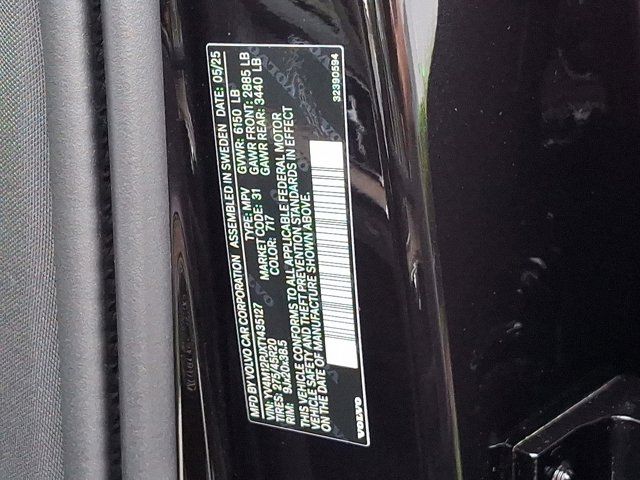 MFD BY VOLVO CAR CORPORATION ASSEMBLED IN SWEDEN DATE: 05/25
GVWR: 6150 LB
TYPE: MPV GAWR FRONT: 2885 LB
MARKET CODE: 31 GAWR REAR: 3440 LB
TIRES: 275/45R20 COLOR: 717
RIM: 9Jx20x38.5
THIS VEHICLE CONFORMS TO ALL APPLICABLE FEDERAL MOTOR
VEHICLE SAFETY AND THEFT PREVENTION STANDARDS IN EFFECT
ON THE DATE OF MANUFACTURE SHOWN ABOVE.
32390594
VOLVO